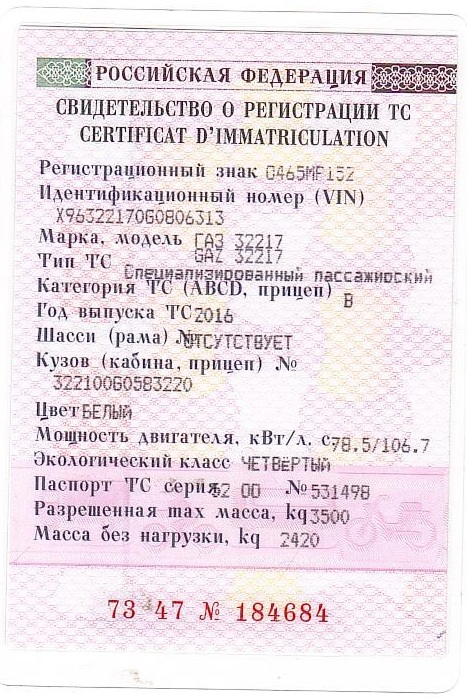 РОССИЙСКАЯ ФЕДЕРАЦИЯ
СВИДЕТЕЛЬСТВО О РЕГИСТРАЦИИ ТС
CERTIFICAT D'IMMATRICULATION
Регистрационный знак О465МР152
Идентификационный номер (VIN)
X96322170G0806313
Марка, модель ГАЗ 32217
GAZ 32217
Тип ТС Специализированный пассажирский
Категория ТС (ABCD, прицеп) B
Год выпуска ТС 2016
Шасси (рама) № ОТСУТСТВУЕТ
Кузов (кабина, прицеп) №
322100G0583220
Цвет БЕЛЫЙ
Мощность двигателя, кВт/л. с. 78.5/106.7
Экологический класс ЧЕТВЁРТЫЙ
Паспорт ТС серия 52 ОО № 531498
Разрешенная max масса, kg 3500
Масса без нагрузки, kg 2420
73 47 № 184684